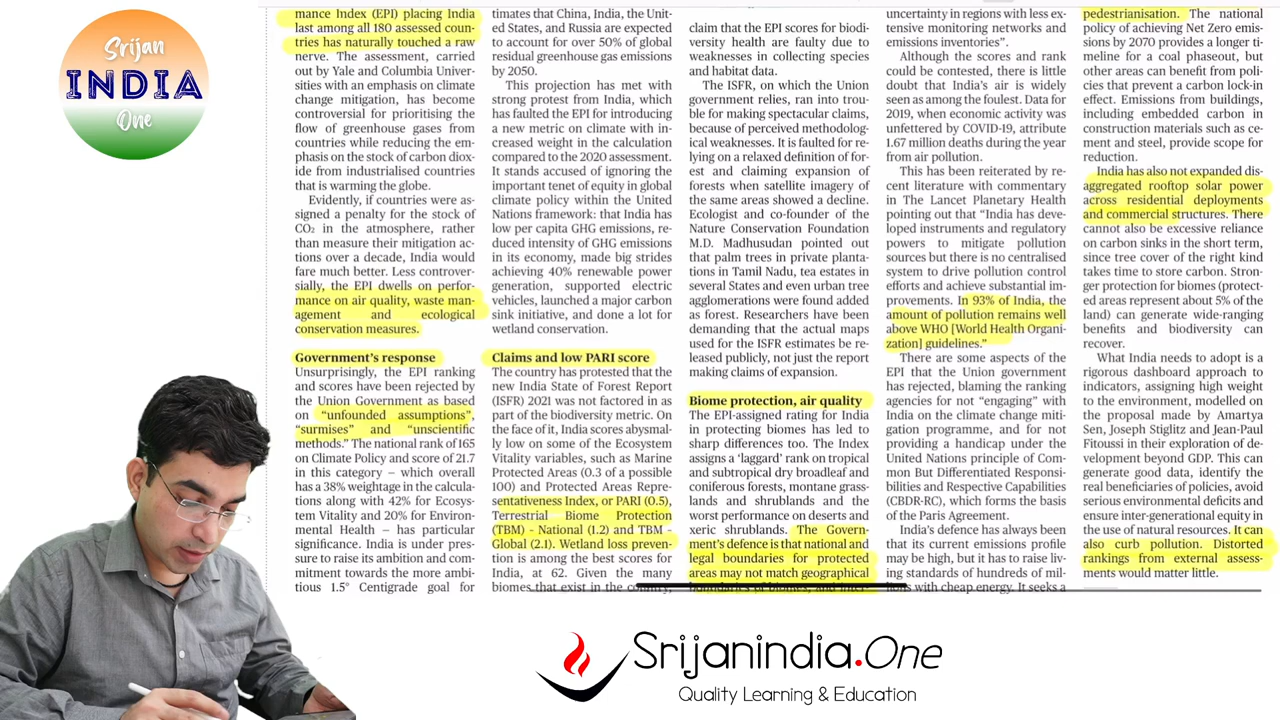 Srijan
INDIA
One
mance Index (EPI) placing India
last among all 180 assessed coun-
tries has naturally touched a raw
nerve. The assessment, carried
out by Yale and Columbia Univer-
sities with an emphasis on climate
change mitigation, has become
controversial for prioritising the
flow of greenhouse gases from
countries while reducing the em-
phasis on the stock of carbon diox-
ide from industrialised countries
that is warming the globe.
Evidently, if countries were as-
signed a penalty for the stock of
CO₂ in the atmosphere, rather
than measure their mitigation ac-
tions over a decade, India would
fare much better. Less controver-
sially, the EPI dwells on perfor-
mance on air quality, waste man-
agement and ecological
conservation measures.
Government's response
Unsurprisingly, the EPI ranking
and scores have been rejected by
the Union Government as based
on "unfounded assumptions",
"surmises" and "unscientific
methods." The national rank of 165
on Climate Policy and score of 21.7
in this category – which overall
has a 38% weightage in the calcula-
tions along with 42% for Ecosys-
tem Vitality and 20% for Environ-
mental Health – has particular
significance. India is under pres-
sure to raise its ambition and com-
mitment towards the more ambi-
tious 1.5° Centigrade goal for
timates that China, India, the Unit-
ed States, and Russia are expected
to account for over 50% of global
residual greenhouse gas emissions
by 2050.
This projection has met with
strong protest from India, which
has faulted the EPI for introducing
a new metric on climate with in-
creased weight in the calculation
compared to the 2020 assessment.
It stands accused of ignoring the
important tenet of equity in global
climate policy within the United
Nations framework: that India has
low per capita GHG emissions, re-
duced intensity of GHG emissions
in its economy, made big strides
achieving 40% renewable power
generation, supported electric
vehicles, launched a major carbon
sink initiative, and done a lot for
wetland conservation.
Claims and low PARI score
The country has protested that the
new India State of Forest Report
(ISFR) 2021 was not factored in as
part of the biodiversity metric. On
the face of it, India scores abysmal-
ly low on some of the Ecosystem
Vitality variables, such as Marine
Protected Areas (0.3 of a possible
100) and Protected Areas Repre-
sentativeness Index, or PARI (0.5),
Terrestrial Biome Protection
(TBM) - National (1.2) and TBM -
Global (2.1). Wetland loss preven-
tion is among the best scores for
India, at 62. Given the many
biomes that exist in the country,
claim that the EPI scores for biodi-
versity health are faulty due to
weaknesses in collecting species
and habitat data.
The ISFR, on which the Union
government relies, ran into trou-
ble for making spectacular claims,
because of perceived methodolog-
ical weaknesses. It is faulted for re-
lying on a relaxed definition of for-
est and claiming expansion of
forests when satellite imagery of
the same areas showed a decline.
Ecologist and co-founder of the
Nature Conservation Foundation
M.D. Madhusudan pointed out
that palm trees in private planta-
tions in Tamil Nadu, tea estates in
several States and even urban tree
agglomerations were found added
as forest. Researchers have been
demanding that the actual maps
used for the ISFR estimates be re-
leased publicly, not just the report
making claims of expansion.
Biome protection, air quality
The EPI-assigned rating for India
in protecting biomes has led to
sharp differences too. The Index
assigns a 'laggard' rank on tropical
and subtropical dry broadleaf and
coniferous forests, montane grass-
lands and shrublands and the
worst performance on deserts and
xeric shrublands. The Govern-
ment's defence is that national and
legal boundaries for protected
areas may not match geographical
boundaries of biomes, and inter-
uncertainty in regions with less ex-
tensive monitoring networks and
emissions inventories".
Although the scores and rank
could be contested, there is little
doubt that India's air is widely
seen as among the foulest. Data for
2019, when economic activity was
unfettered by COVID-19, attribute
1.67 million deaths during the year
from air pollution.
This has been reiterated by re-
cent literature with commentary
in The Lancet Planetary Health
pointing out that "India has deve-
loped instruments and regulatory
powers to mitigate pollution
sources but there is no centralised
system to drive pollution control
efforts and achieve substantial im-
provements. In 93% of India, the
amount of pollution remains well
above WHO [World Health Organi-
zation] guidelines."
There are some aspects of the
EPI that the Union government
has rejected, blaming the ranking
agencies for not "engaging" with
India on the climate change miti-
gation programme, and for not
providing a handicap under the
United Nations principle of Com-
mon But Differentiated Responsi-
bilities and Respective Capabilities
(CBDR-RC), which forms the basis
of the Paris Agreement.
India's defence has always been
that its current emissions profile
may be high, but it has to raise liv-
ing standards of hundreds of mil-
lions with cheap energy. It seeks a
pedestrianisation. The national
policy of achieving Net Zero emis-
sions by 2070 provides a longer ti-
meline for a coal phaseout, but
other areas can benefit from poli-
cies that prevent a carbon lock-in
effect. Emissions from buildings,
including embedded carbon in
construction materials such as ce-
ment and steel, provide scope for
reduction.
India has also not expanded dis-
aggregated rooftop solar power
across residential deployments
and commercial structures. There
cannot also be excessive reliance
on carbon sinks in the short term,
since tree cover of the right kind
takes time to store carbon. Stron-
ger protection for biomes (protect-
ed areas represent about 5% of the
land) can generate wide-ranging
benefits and biodiversity can
recover.
What India needs to adopt is a
rigorous dashboard approach to
indicators, assigning high weight
to the environment, modelled on
the proposal made by Amartya
Sen, Joseph Stiglitz and Jean-Paul
Fitoussi in their exploration of de-
velopment beyond GDP. This can
generate good data, identify the
real beneficiaries of policies, avoid
serious environmental deficits and
ensure inter-generational equity in
the use of natural resources. It can
also curb pollution. Distorted
rankings from external assess-
ments would matter little.
Srijanindia.One
Quality Learning & Education